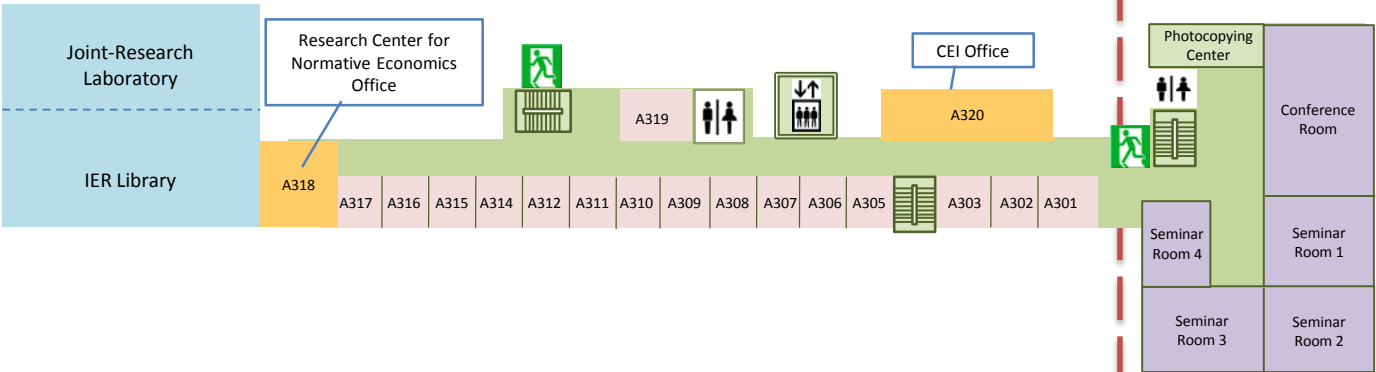 Joint-Research
Laboratory
IER Library
Research Center for
Normative Economics
Office
CEI Office
A319
A320
A318
A317
A316
A315
A314
A312
A311
A310
A309
A308
A307
A306
A305
A303
A302
A301
Photocopying
Center
Conference
Room
Seminar
Room 4
Seminar
Room 1
Seminar
Room 3
Seminar
Room 2